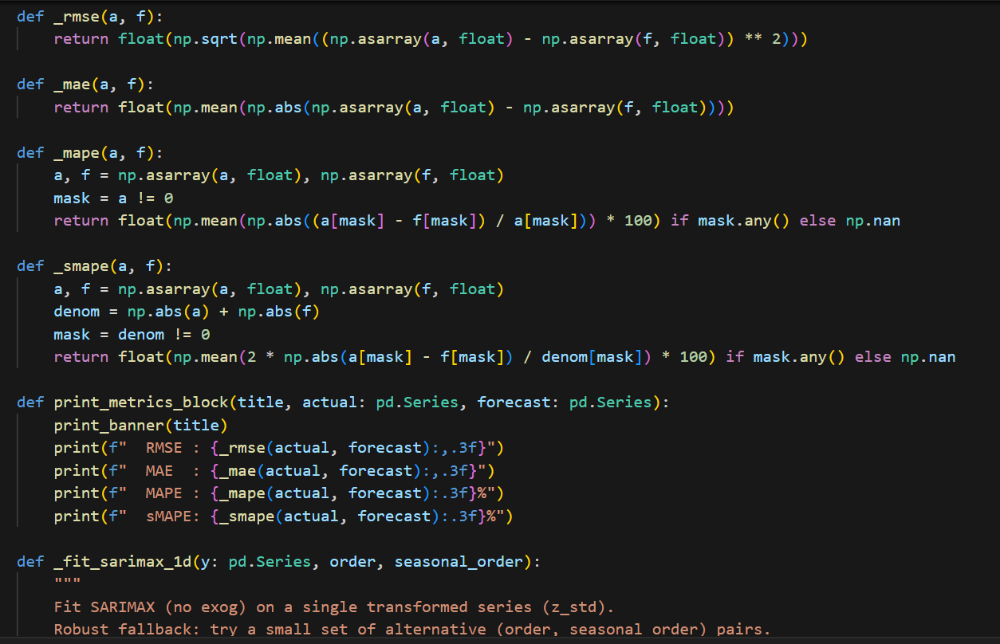 def _rmse(a, f):
    return float(np.sqrt(np.mean((np.asarray(a, float) - np.asarray(f, float)) ** 2)))
def _mae(a, f):
    return float(np.mean(np.abs(np.asarray(a, float) - np.asarray(f, float))))
def _mape(a, f):
    a, f = np.asarray(a, float), np.asarray(f, float)
    mask = a != 0
    return float(np.mean(np.abs((a[mask] - f[mask]) / a[mask])) * 100) if mask.any() else np.nan
def _smape(a, f):
    a, f = np.asarray(a, float), np.asarray(f, float)
    denom = np.abs(a) + np.abs(f)
    mask = denom != 0
    return float(np.mean(2 * np.abs(a[mask] - f[mask]) / denom[mask]) * 100) if mask.any() else np.nan
def print_metrics_block(title, actual: pd.Series, forecast: pd.Series):
    print_banner(title)
    print(f"  RMSE : {_rmse(actual, forecast):,.3f}")
    print(f"  MAE  : {_mae(actual, forecast):,.3f}")
    print(f"  MAPE : {_mape(actual, forecast):.3f}%")
    print(f"  sMAPE: {_smape(actual, forecast):.3f}%")
def _fit_sarimax_1d(y: pd.Series, order, seasonal_order):
    """
    Fit SARIMAX (no exog) on a single transformed series (z_std).
    Robust fallback: try a small set of alternative (order, seasonal_order) pairs.